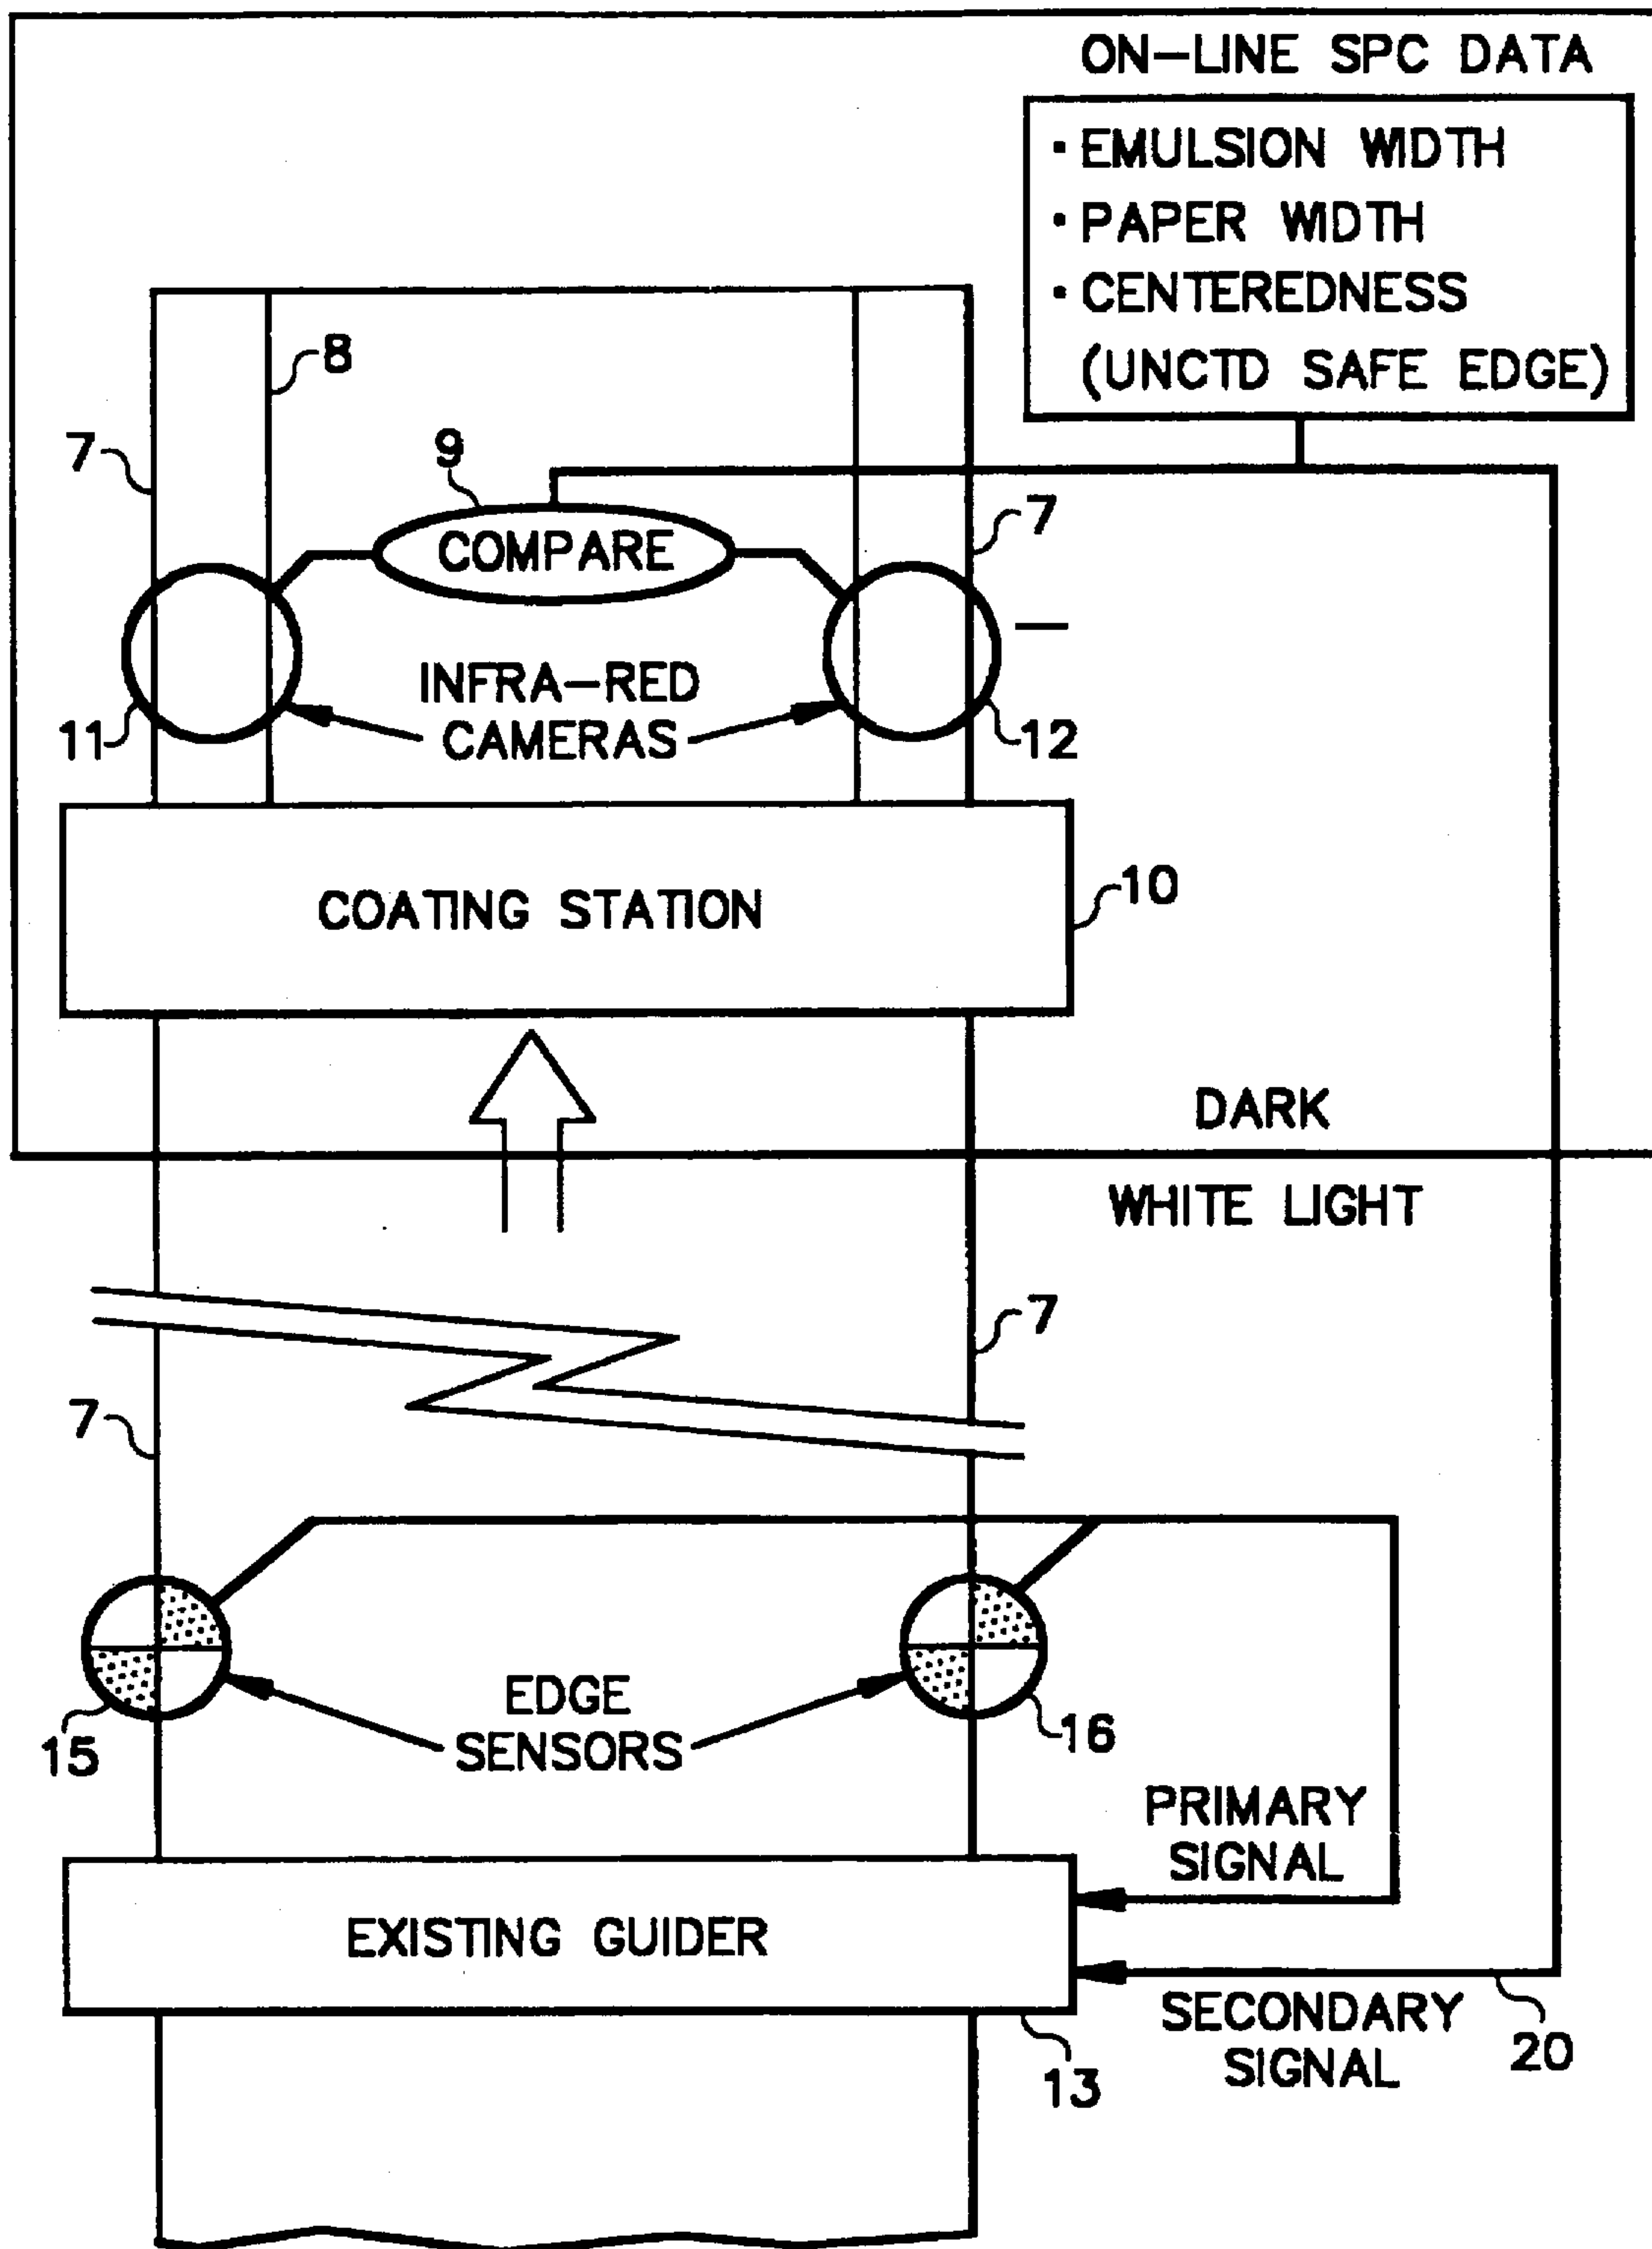 ON-LINE SPC DATA
· EMULSION WIDTH
· PAPER WIDTH
· CENTEREDNESS
(UNCTD SAFE EDGE)
8
7
9
COMPARE
7
INFRA-RED
CAMERAS
11
12
COATING STATION
10
DARK
WHITE LIGHT
7
7
EDGE
SENSORS
15
16
PRIMARY
SIGNAL
EXISTING GUIDER
SECONDARY
SIGNAL
20
13